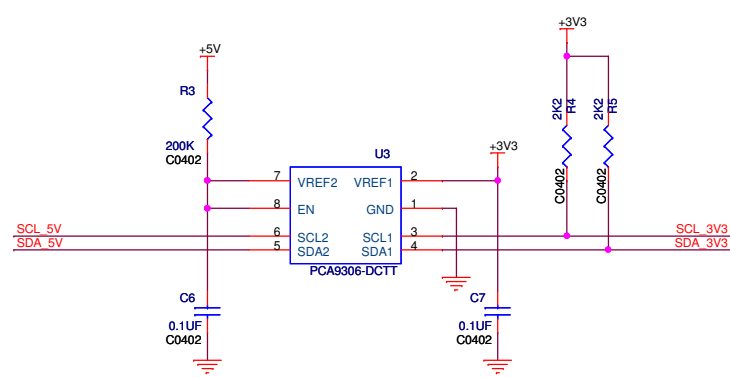 +3V3
+5V
R3
200K
C0402
2K2
R4
C0402
2K2
R5
C0402
U3
+3V3
7
VREF2
VREF1
2
8
EN
GND
1
SCL_5V
6
SCL2
SCL1
3
SCL_3V3
SDA_5V
5
SDA2
SDA1
4
SDA_3V3
PCA9306-DCTT
C6
0.1UF
C0402
C7
0.1UF
C0402